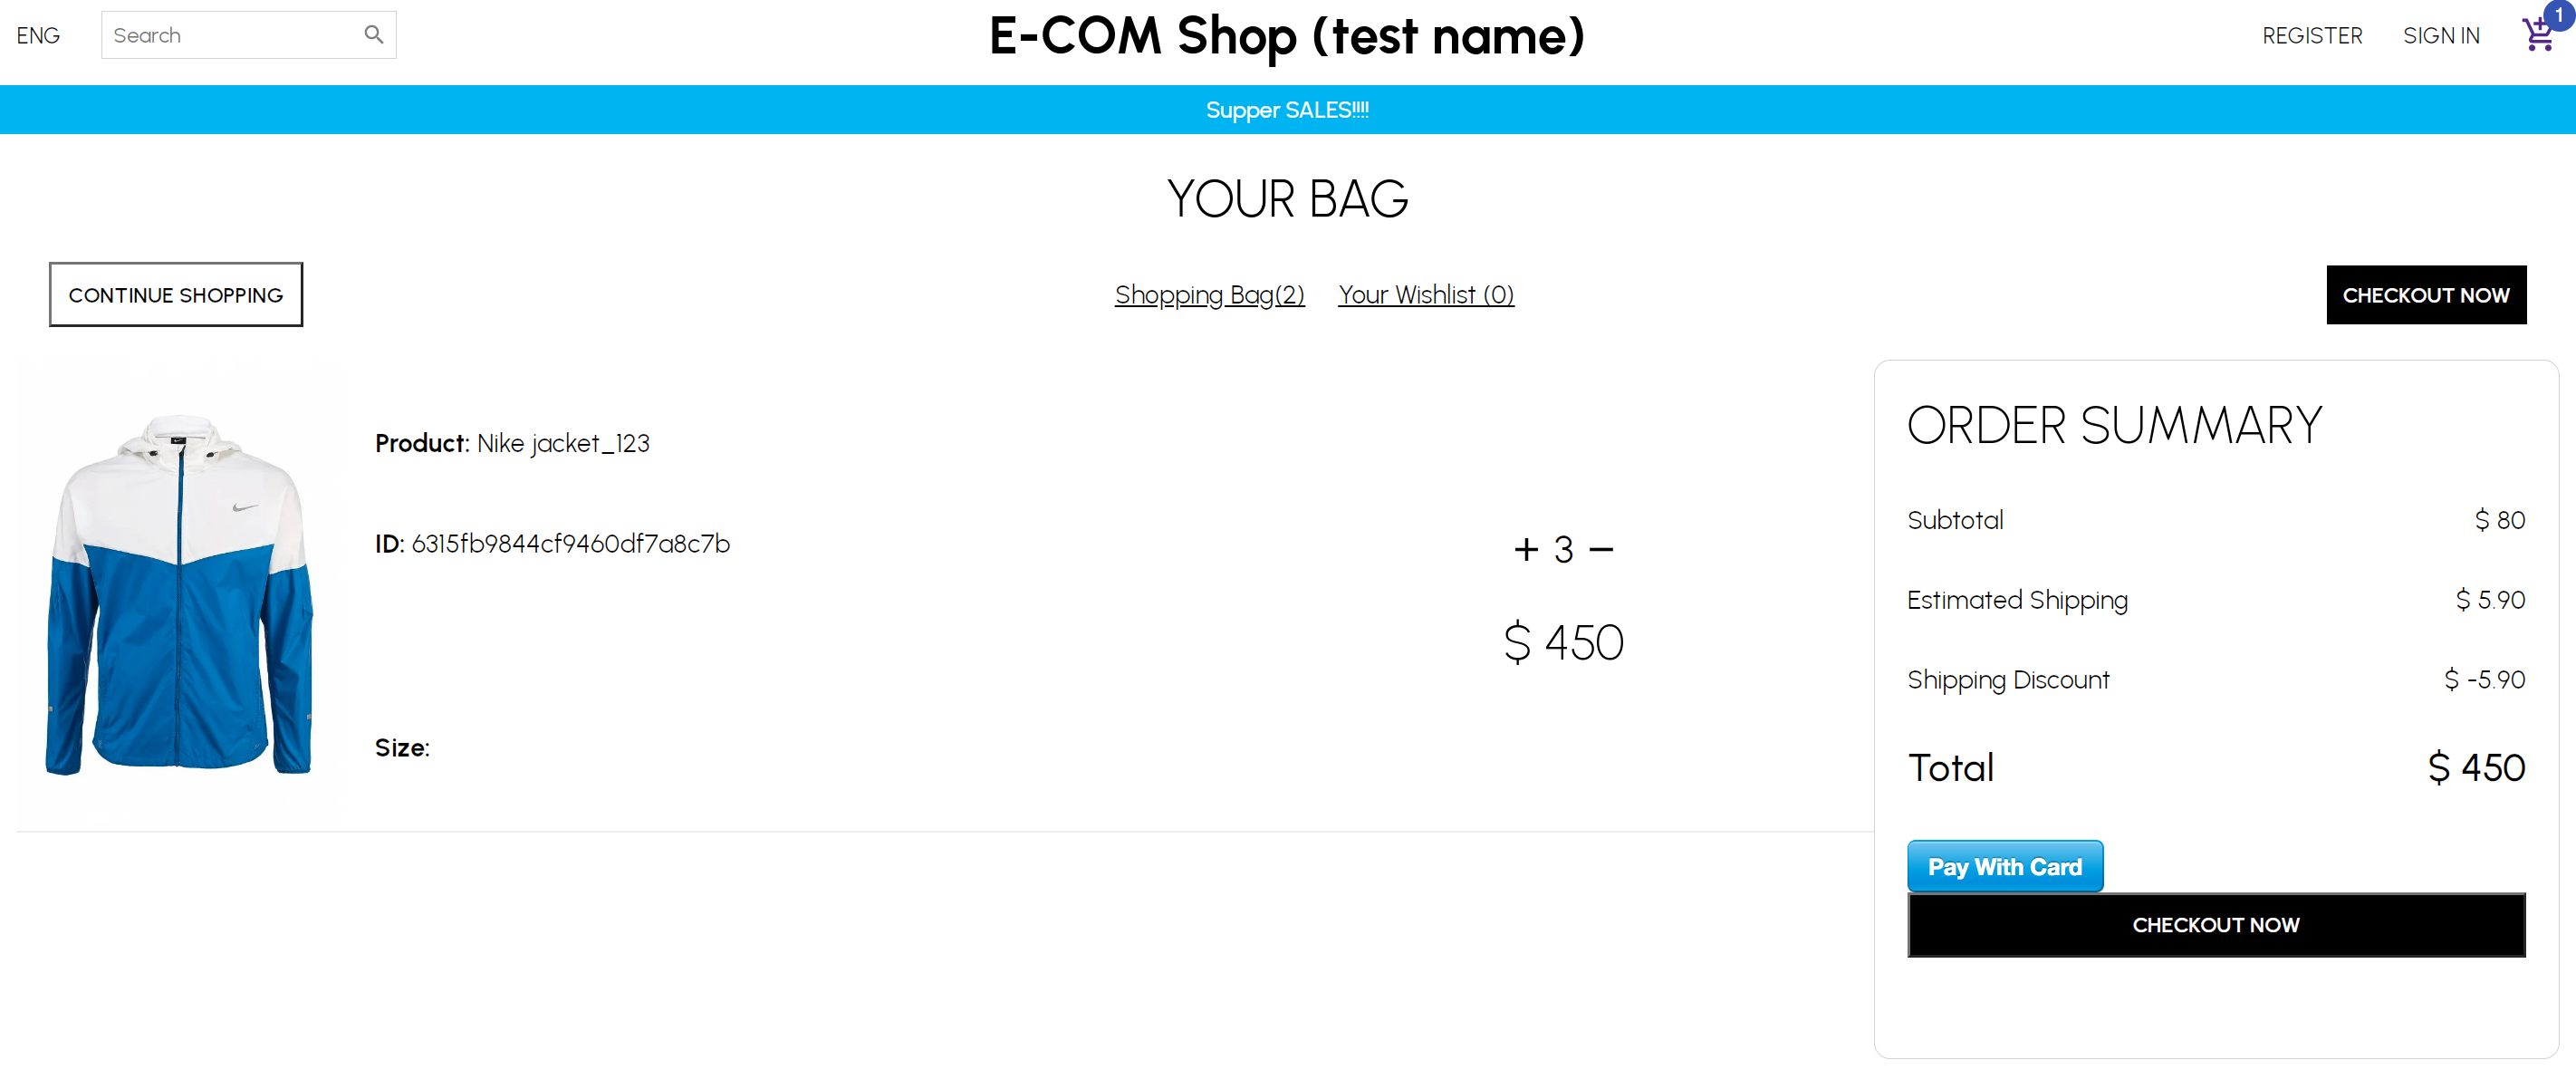 ENG
Search
E-COM Shop (test name)
REGISTER
SIGN IN
1
Supper SALES!!!!
YOUR BAG
CONTINUE SHOPPING
Shopping Bag(2)
Your Wishlist (0)
CHECKOUT NOW
Product: Nike jacket_123
ID: 6315fb9844cf9460df7a8c7b
Size:
+ 3 −
$ 450
ORDER SUMMARY
Subtotal $ 80
Estimated Shipping $ 5.90
Shipping Discount $ -5.90
Total $ 450
Pay With Card
CHECKOUT NOW